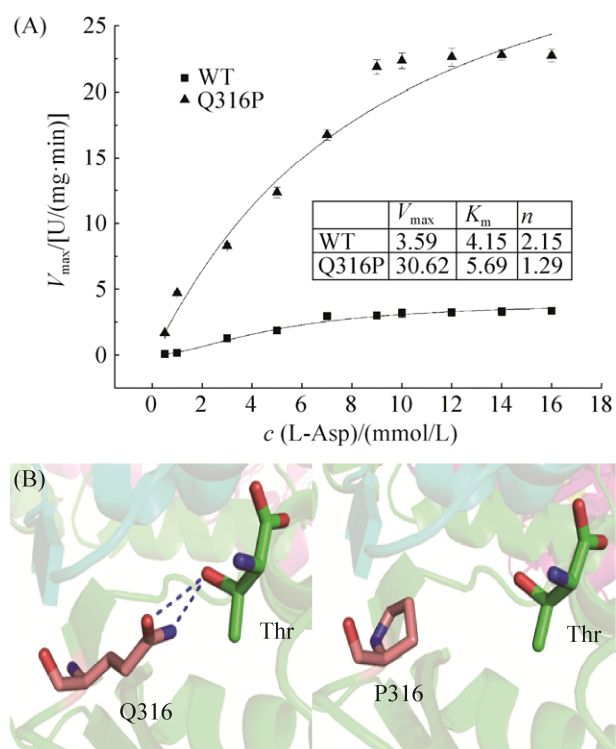 (A)
25
20
15
10
5
0
V_max/[U/(mg·min)]
WT
Q316P
V_max K_m n
WT 3.59 4.15 2.15
Q316P 30.62 5.69 1.29
0 2 4 6 8 10 12 14 16 18
c (L-Asp)/(mmol/L)
(B)
Thr
Q316
Thr
P316